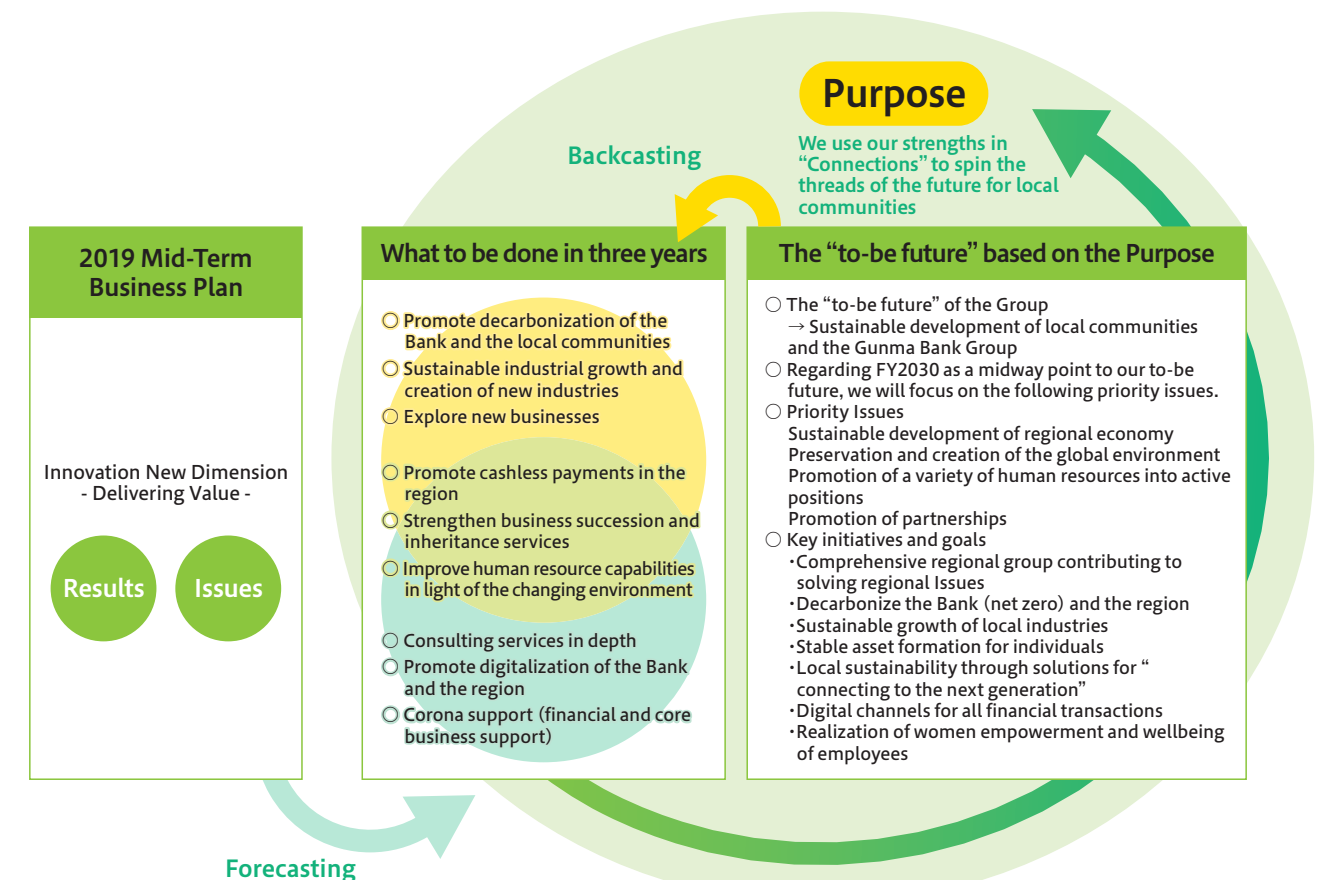 Purpose
We use our strengths in
“Connections” to spin the
threads of the future for local
communities
Backcasting
2019 Mid-Term
Business Plan
Innovation New Dimension
- Delivering Value -
Results
Issues
What to be done in three years
○ Promote decarbonization of the
Bank and the local communities
○ Sustainable industrial growth and
creation of new industries
○ Explore new businesses
○ Promote cashless payments in the
region
○ Strengthen business succession and
inheritance services
○ Improve human resource capabilities
in light of the changing environment
○ Consulting services in depth
○ Promote digitalization of the Bank
and the region
○ Corona support (financial and core
business support)
The “to-be future” based on the Purpose
○ The “to-be future” of the Group
→ Sustainable development of local communities
and the Gunma Bank Group
○ Regarding FY2030 as a midway point to our to-be
future, we will focus on the following priority issues.
○ Priority Issues
Sustainable development of regional economy
Preservation and creation of the global environment
Promotion of a variety of human resources into active
positions
Promotion of partnerships
○ Key initiatives and goals
・Comprehensive regional group contributing to
solving regional Issues
・Decarbonize the Bank (net zero) and the region
・Sustainable growth of local industries
・Stable asset formation for individuals
・Local sustainability through solutions for “
connecting to the next generation”
・Digital channels for all financial transactions
・Realization of women empowerment and wellbeing
of employees
Forecasting